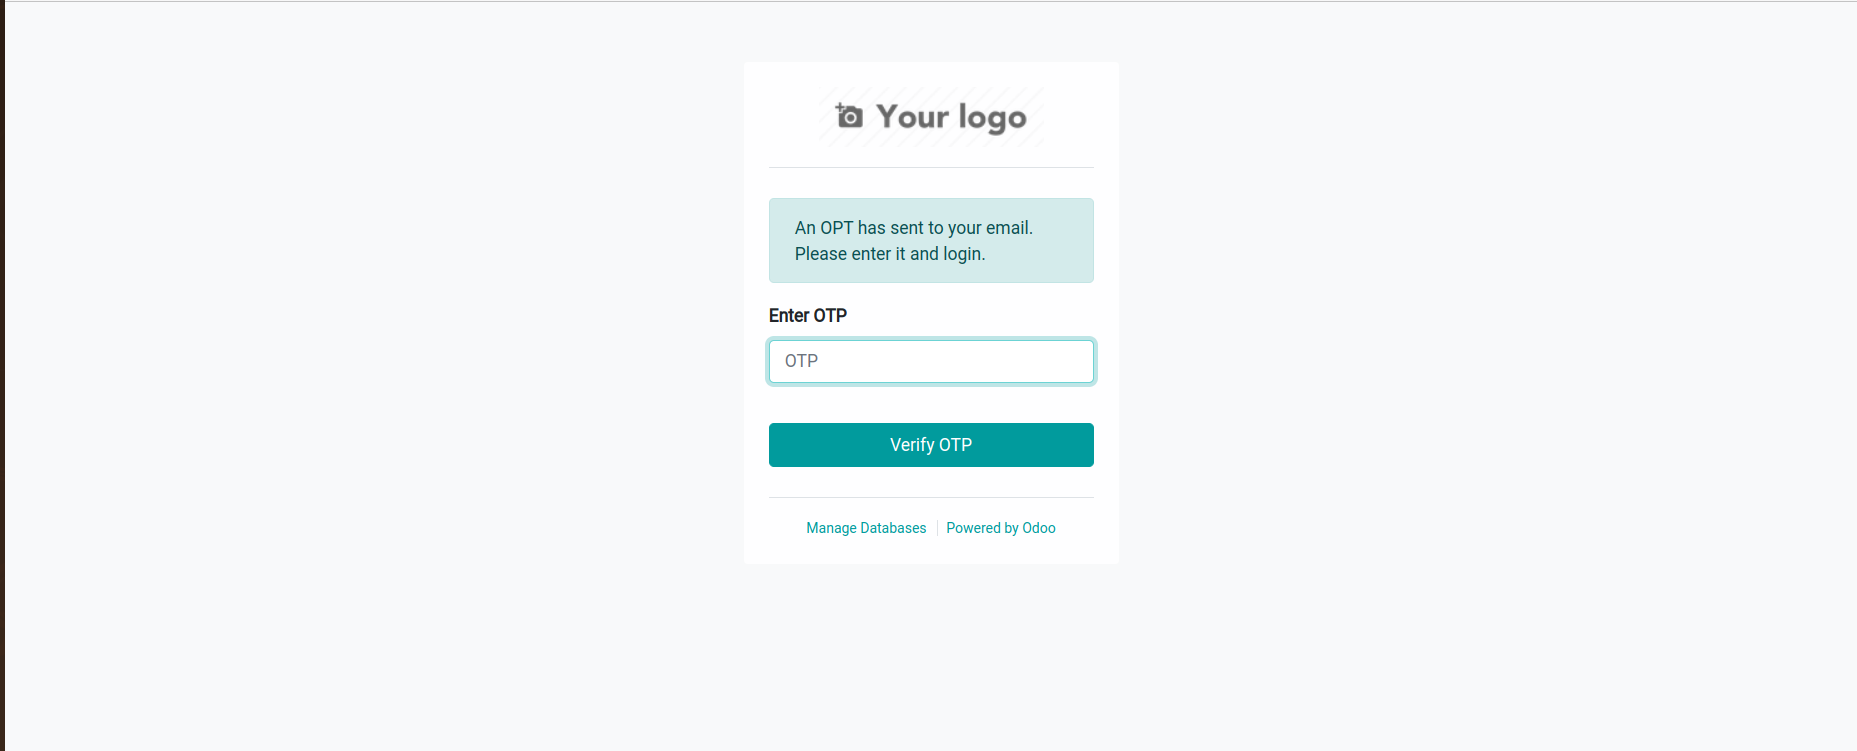 Your logo
An OPT has sent to your email.
Please enter it and login.
Enter OTP
OTP
Verify OTP
Manage Databases
Powered by Odoo